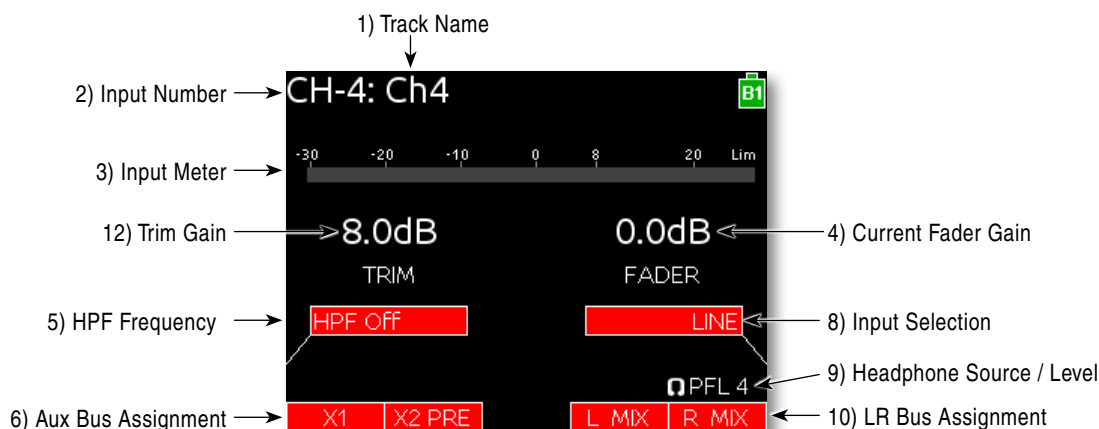 1) Track Name
2) Input Number
CH-4: Ch4
B1
3) Input Meter
-30 -20 -10 0 8 20 Lim
12) Trim Gain
8.0dB
0.0dB
4) Current Fader Gain
TRIM
FADER
5) HPF Frequency
HPF Off
LINE
8) Input Selection
PFL 4
9) Headphone Source / Level
6) Aux Bus Assignment
X1
X2 PRE
L MIX
R MIX
10) LR Bus Assignment